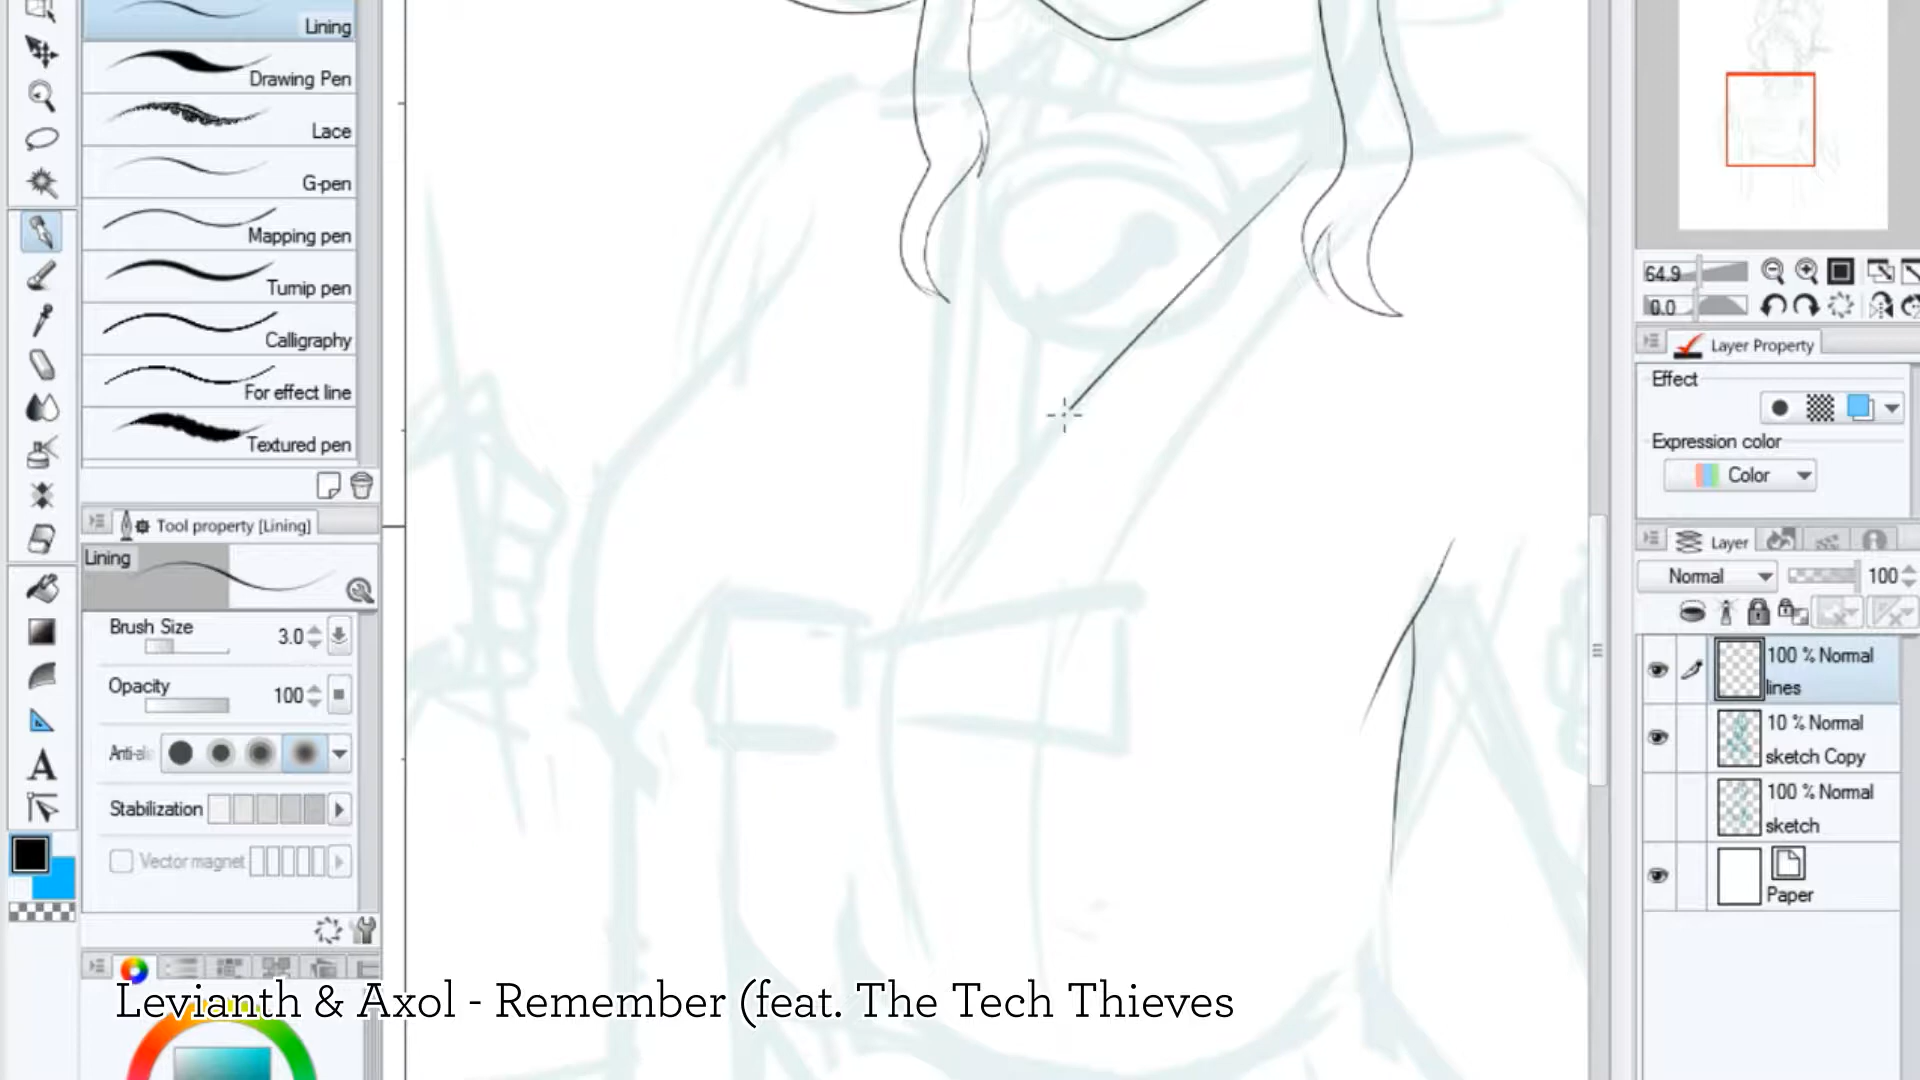 Lining
Drawing Pen
Lace
G-pen
Mapping pen
Turnip pen
Calligraphy
For effect line
Textured pen
Tool property [Lining]
Lining
Brush Size
3.0
Opacity
100
Stabilization
Vector magnet
64.9
0.0
Layer Property
Effect
Expression color
Color
Layer
Normal
100
100 % Normal
lines
10 % Normal
sketch Copy
100 % Normal
sketch
Paper
A
Levianth & Axol - Remember (feat. The Tech Thieves